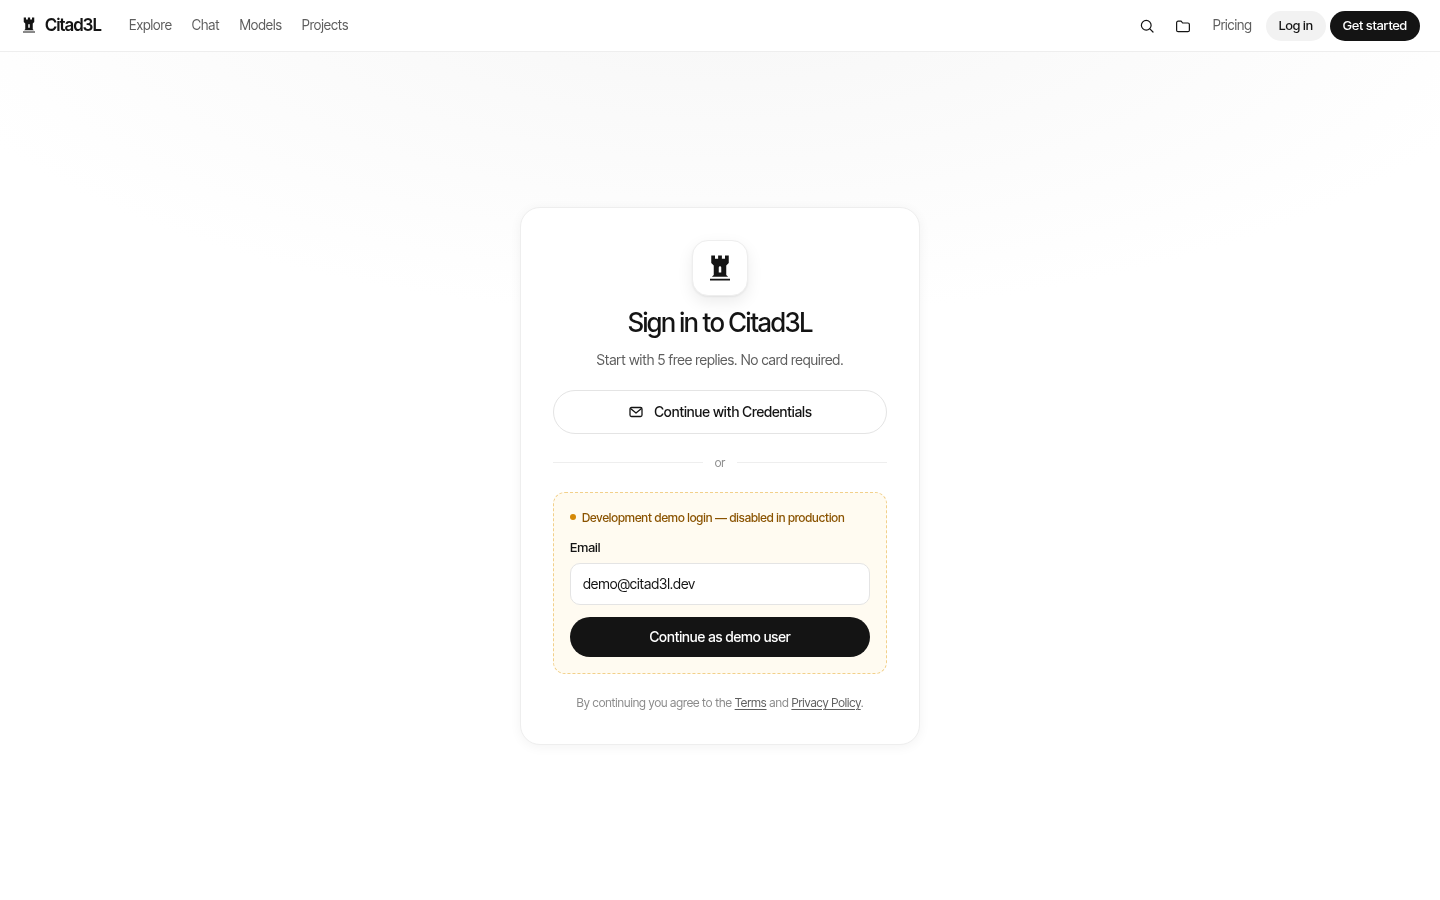 Citad3L Explore Chat Models Projects Pricing Log in Get started
Sign in to Citad3L
Start with 5 free replies. No card required.
Continue with Credentials
or
Development demo login — disabled in production
Email
demo@citad3l.dev
Continue as demo user
By continuing you agree to the Terms and Privacy Policy.